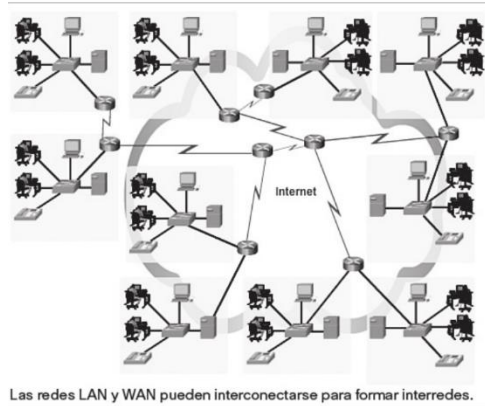 Internet
Las redes LAN y WAN pueden interconectarse para formar interredes.